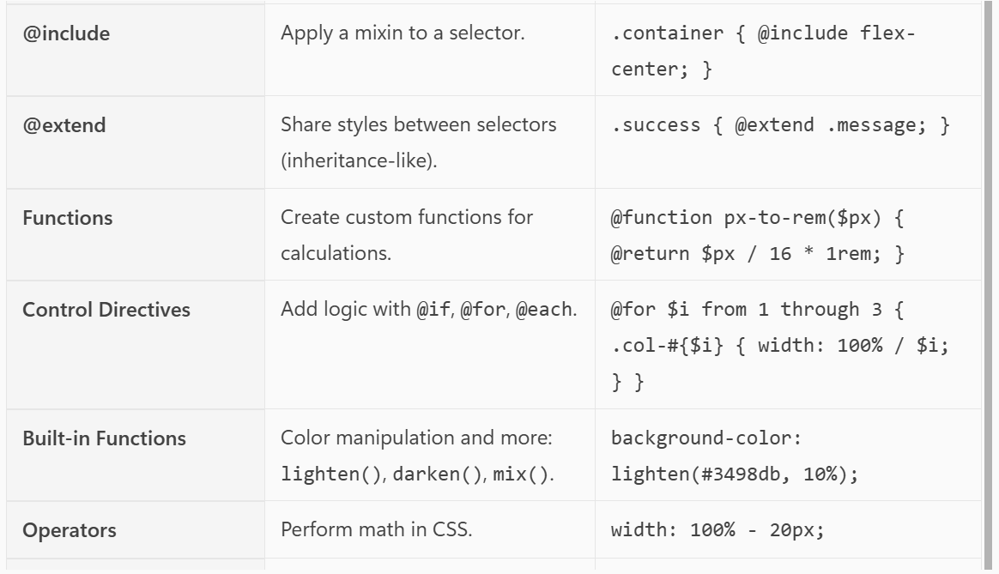 @include
Apply a mixin to a selector.
.container { @include flex-
center; }
@extend
Share styles between selectors
(inheritance-like).
.success { @extend .message; }
Functions
Create custom functions for
calculations.
@function px-to-rem($px) {
@return $px / 16 * 1rem; }
Control Directives
Add logic with @if, @for, @each.
@for $i from 1 through 3 {
.col-#{$i} { width: 100% / $i;
} }
Built-in Functions
Color manipulation and more:
lighten(), darken(), mix().
background-color:
lighten(#3498db, 10%);
Operators
Perform math in CSS.
width: 100% - 20px;